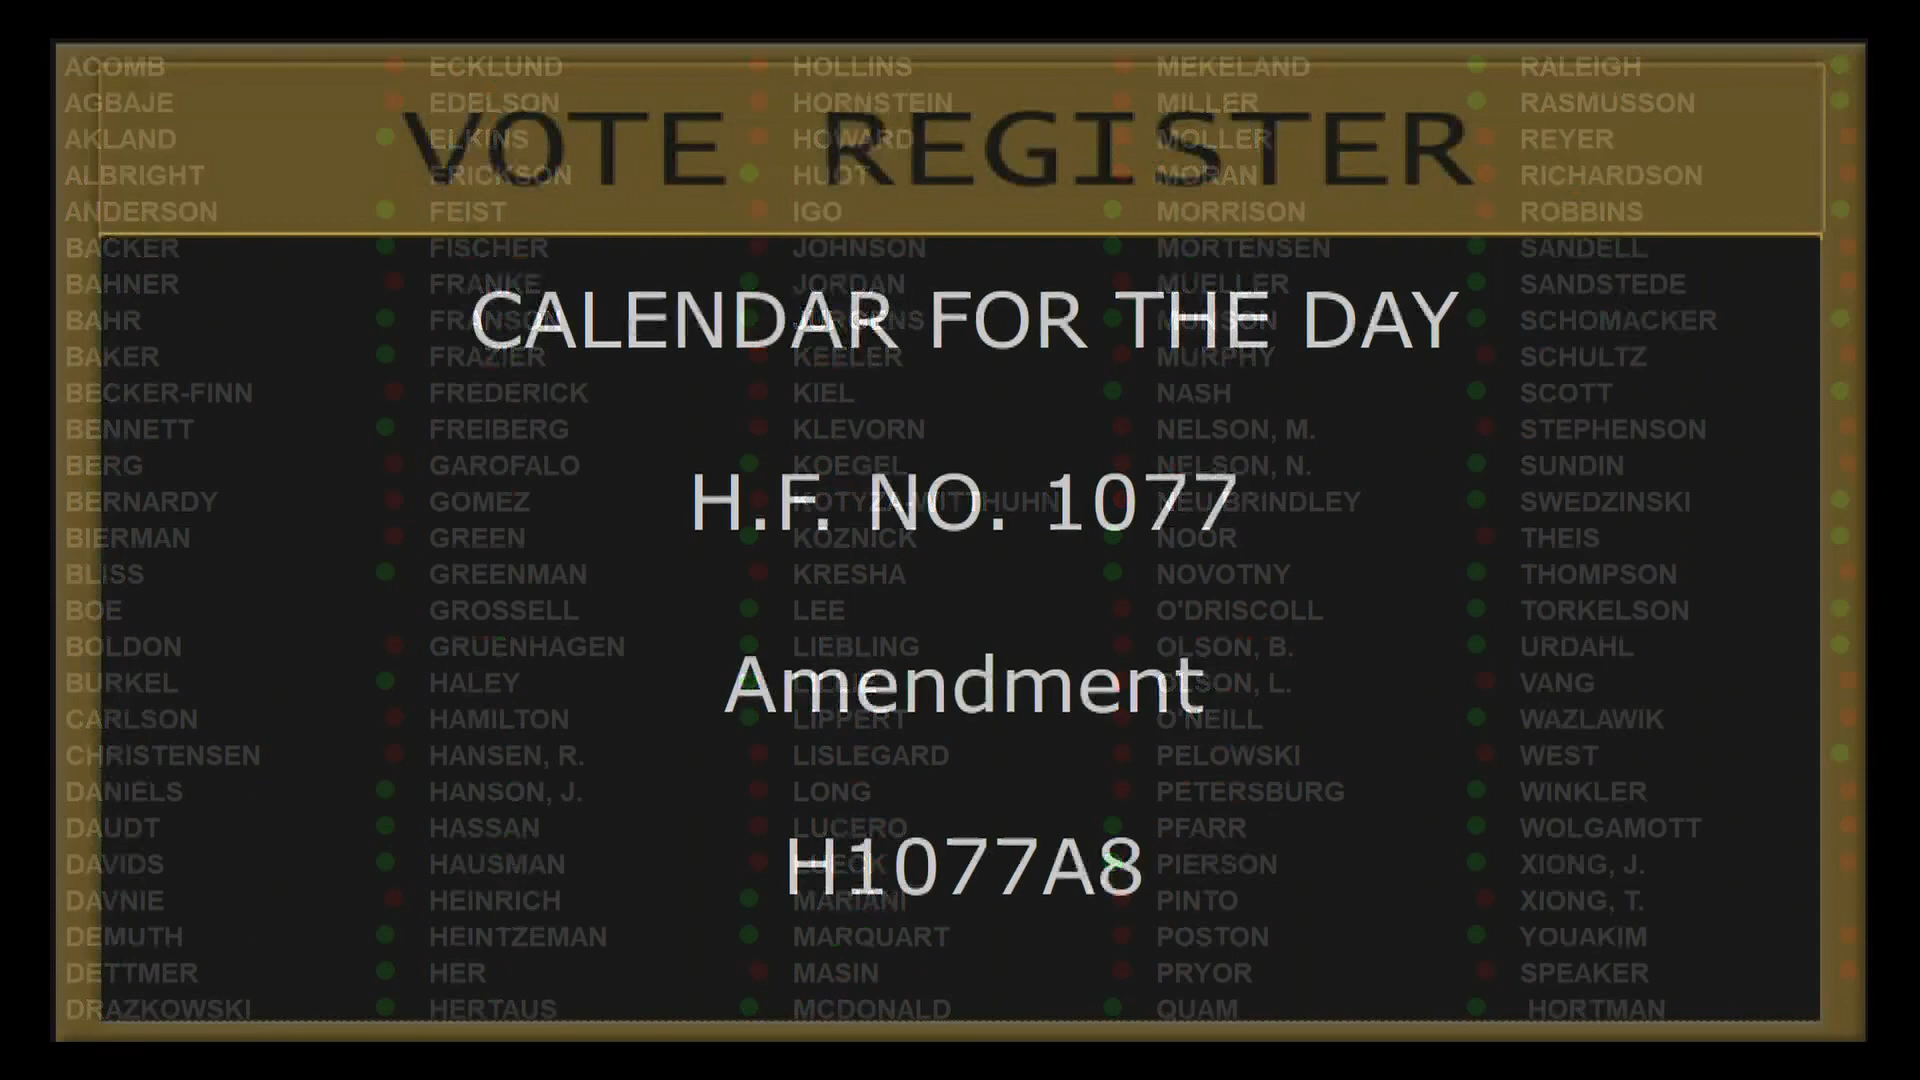 VOTE REGISTER
CALENDAR FOR THE DAY
H.F. NO. 1077
Amendment
H1077A8
ACOMB ECKLUND HOLLINS MEKELAND RALEIGH
AGBAJE EDELSON HORNSTEIN MILLER RASMUSSON
AKLAND ELKINS HOWARD MOLLER REYER
ALBRIGHT ERICKSON HUOT MORAN RICHARDSON
ANDERSON FEIST IGO MORRISON ROBBINS
BACKER FISCHER JOHNSON MORTENSEN SANDELL
BAHNER FRANKE JORDAN MUELLER SANDSTEDE
BAHR FRANSON JURGENS MUNSON SCHOMACKER
BAKER FRAZIER KEELER MURPHY SCHULTZ
BECKER-FINN FREDERICK KIEL NASH SCOTT
BENNETT FREIBERG KLEVORN NELSON, M. STEPHENSON
BERG GAROFALO KOEGEL NELSON, N. SUNDIN
BERNARDY GOMEZ KOTYZA-WITTHUHN NEU BRINDLEY SWEDZINSKI
BIERMAN GREEN KOZNICK NOOR THEIS
BLISS GREENMAN KRESHA NOVOTNY THOMPSON
BOE GROSSELL LEE O'DRISCOLL TORKELSON
BOLDON GRUENHAGEN LIEBLING OLSON, B. URDAHL
BURKEL HALEY OLSON, L. VANG
CARLSON HAMILTON LIPPERT O'NEILL WAZLAWIK
CHRISTENSEN HANSEN, R. LISLEGARD PELOWSKI WEST
DANIELS HANSON, J. LONG PETERSBURG WINKLER
DAUDT HASSAN LUCERO PFARR WOLGAMOTT
DAVIDS HAUSMAN PIERSON XIONG, J.
DAVNIE HEINRICH MARIANI PINTO XIONG, T.
DEMUTH HEINTZEMAN MARQUART POSTON YOUAKIM
DETTMER HER MASIN PRYOR SPEAKER
DRAZKOWSKI HERTAUS MCDONALD QUAM HORTMAN